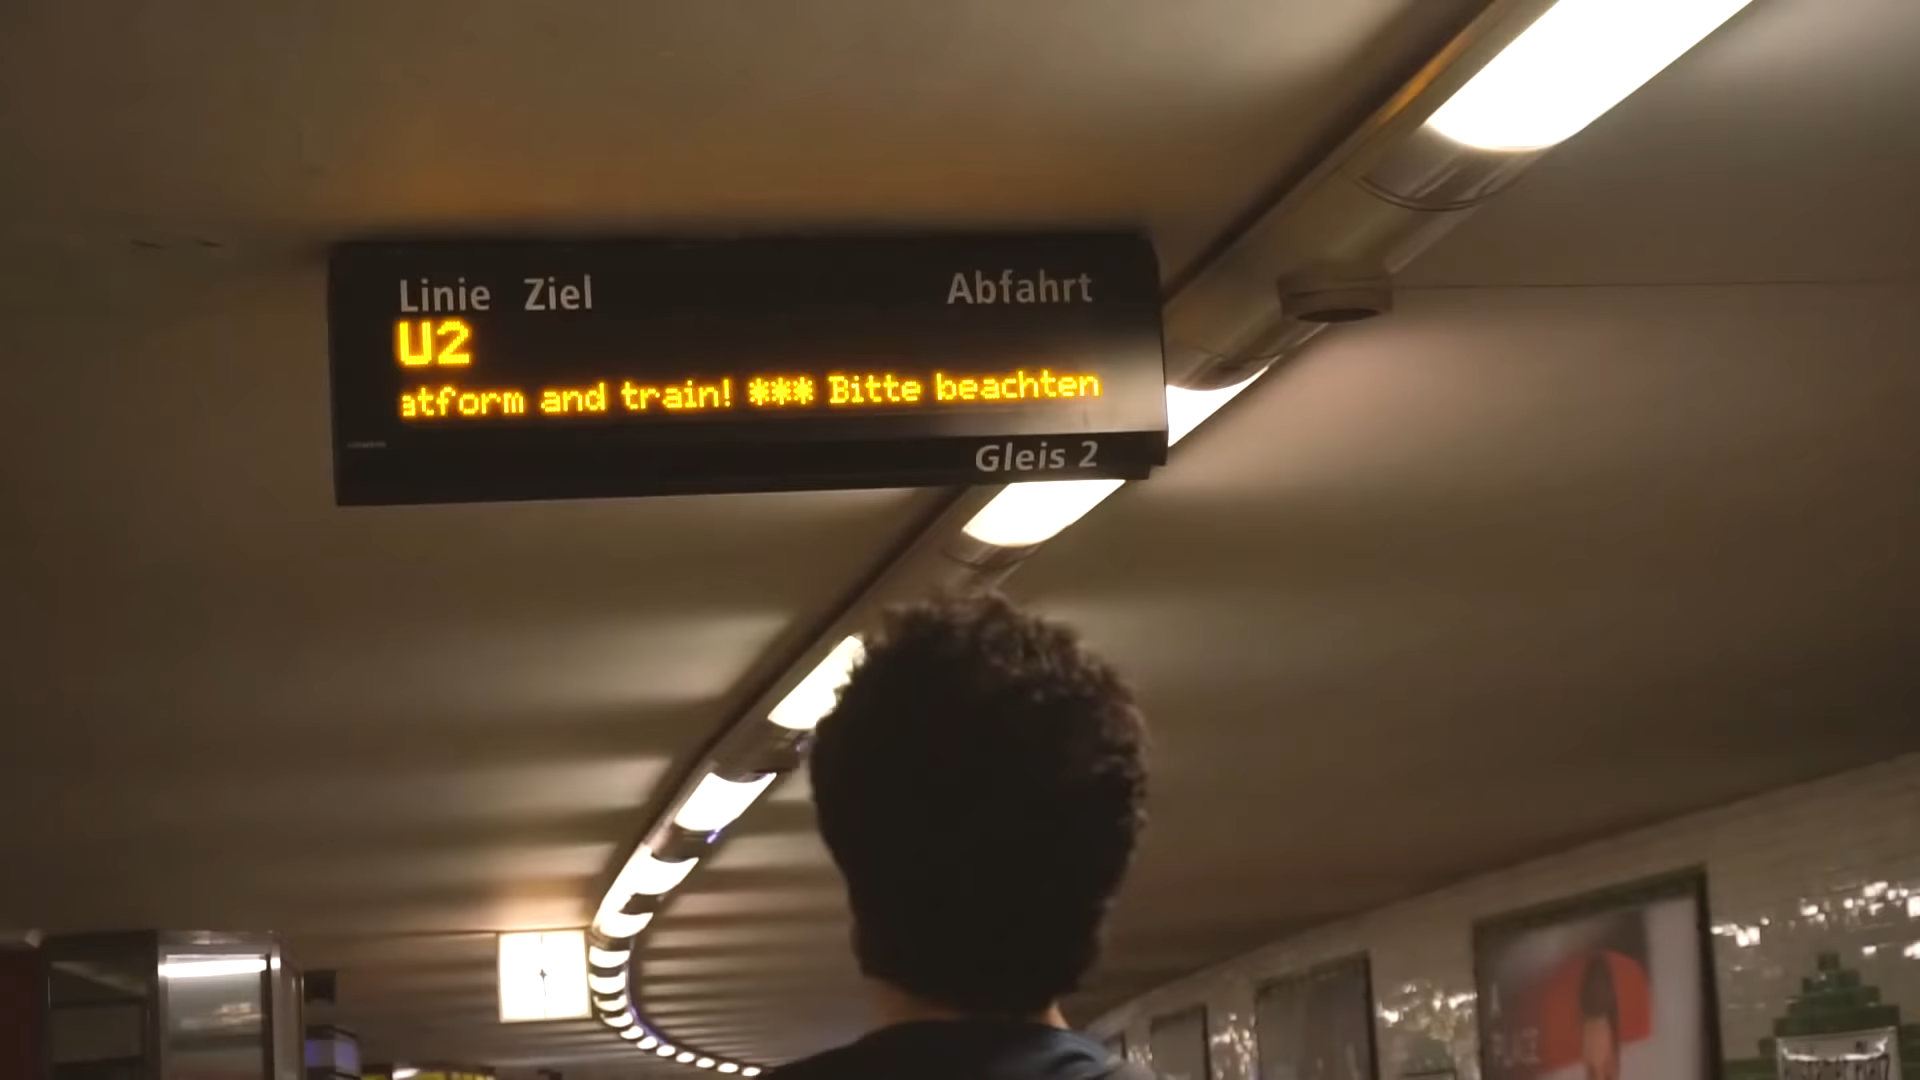 Linie Ziel Abfahrt
U2
atform and train! *** Bitte beachten
Gleis 2